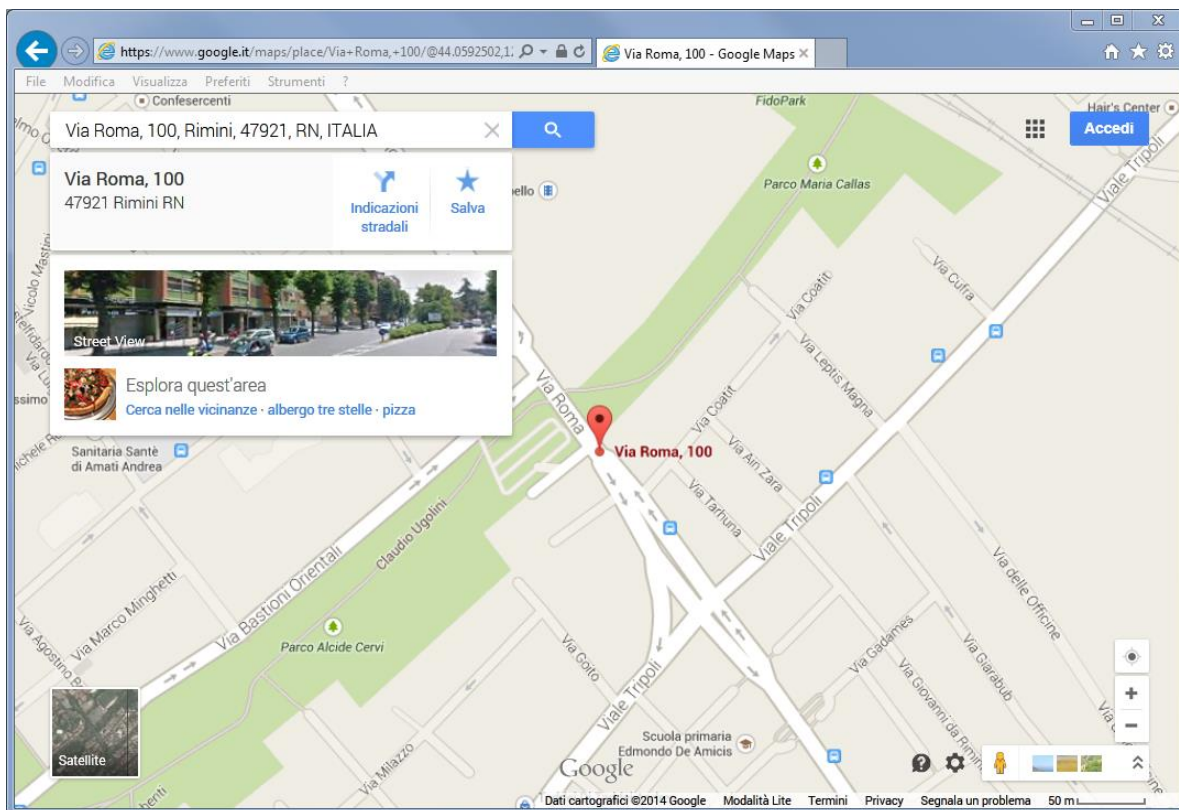 https://www.google.it/maps/place/Via+Roma,+100/@44.0592502,1
Via Roma, 100 - Google Maps
File Modifica Visualizza Preferiti Strumenti ?
Confesercenti
FidoPark
Hair's Center
Via Roma, 100, Rimini, 47921, RN, ITALIA
Accedi
Via Roma, 100
47921 Rimini RN
Indicazioni
stradali
Salva
Parco Maria Callas
Viale Tripoli
Vicolo Mastini
Via Cufra
Via Coatit
Street View
Via Leptis Magna
Esplora quest'area
Cerca nelle vicinanze · albergo tre stelle · pizza
Via Roma
Via Coatit
Via Roma, 100
Sanitaria Santè
di Amati Andrea
Via Ain Zara
Via Tarhuna
Viale Tripoli
Claudio Ugolini
Via Bastioni Orientali
Via Marco Minghetti
Via delle Officine
Parco Alcide Cervi
Via Goito
Via Gadames
Via Giarabub
Viale Tripoli
Via Milazzo
Scuola primaria
Edmondo De Amicis
Satellite
Google
Dati cartografici ©2014 Google Modalità Lite Termini Privacy Segnala un problema 50 m